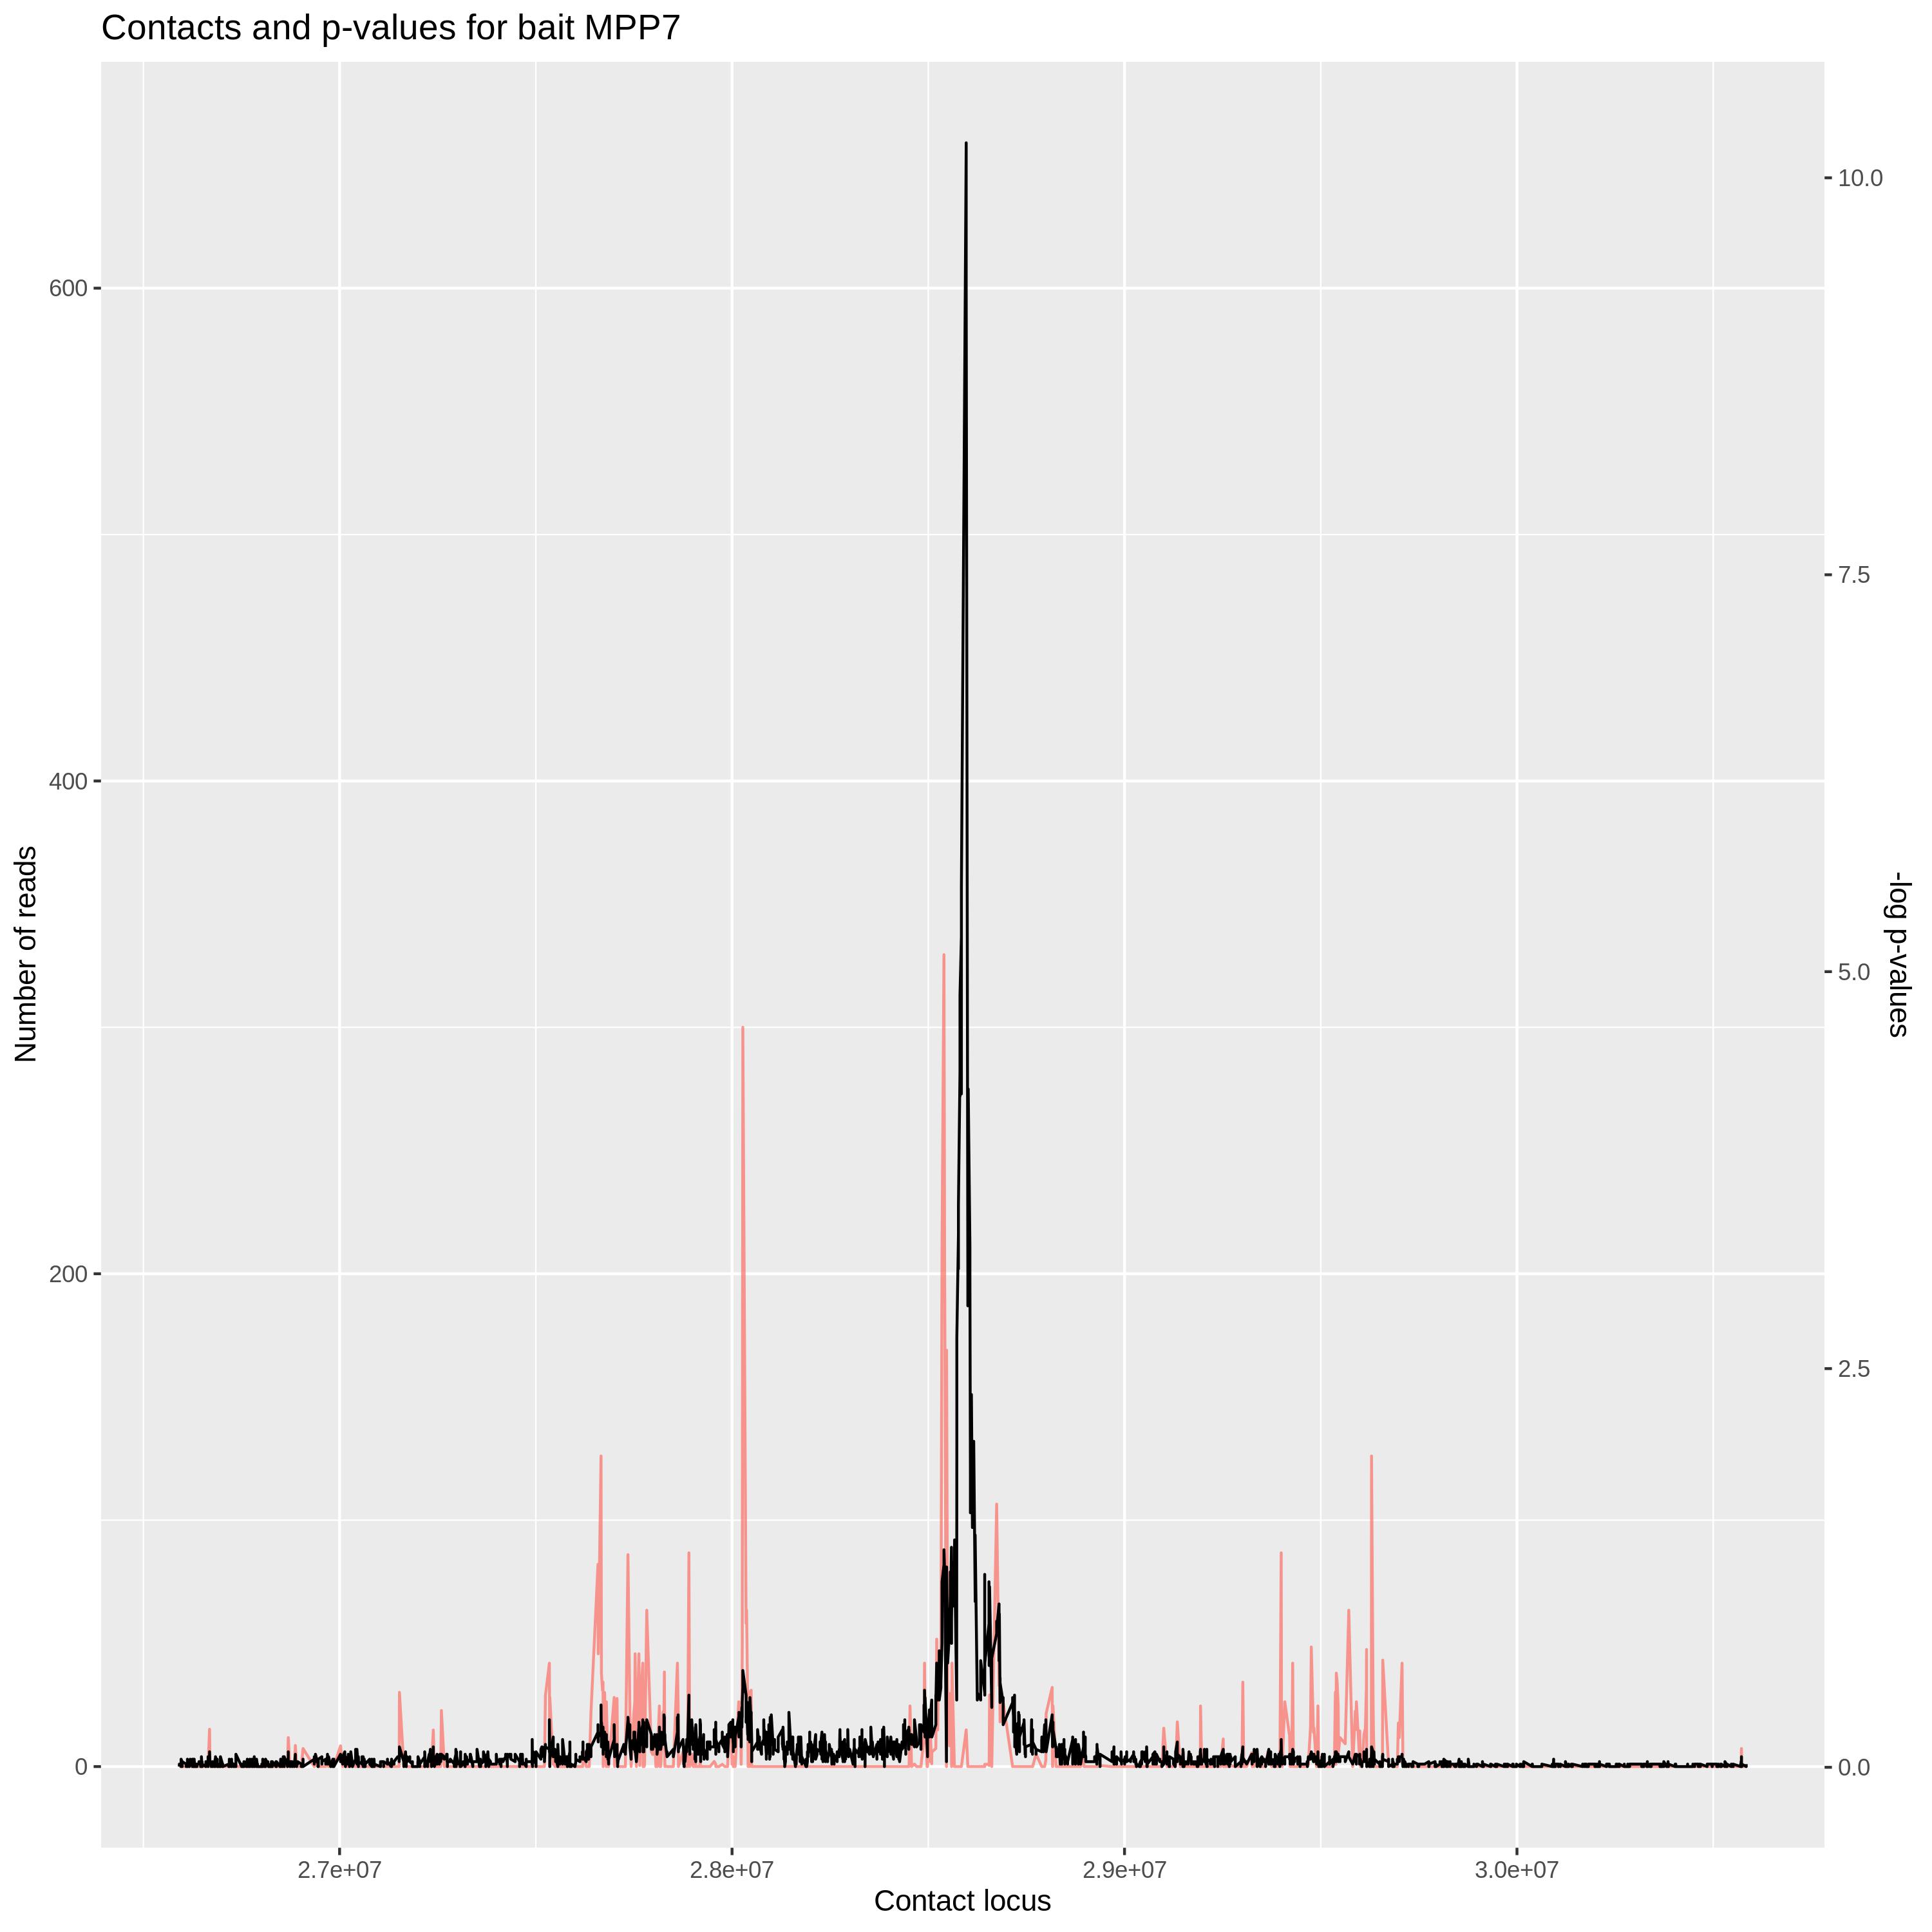 Contacts and p-values for bait MPP7
Number of reads
600
400
200
0
10.0
7.5
5.0
2.5
0.0
-log p-values
2.7e+07
2.8e+07
2.9e+07
3.0e+07
Contact locus